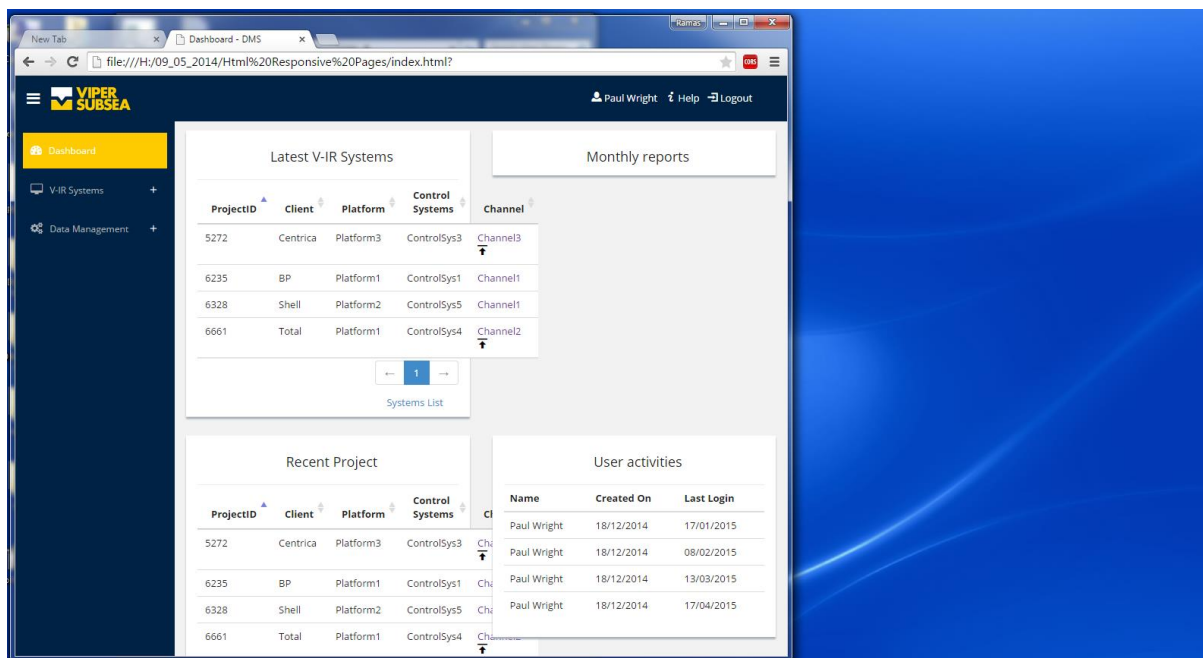 Ramas
New Tab
Dashboard - DMS
file:///H:/09_05_2014/Html%20Responsive%20Pages/index.html?
CORS
VIPER
SUBSEA
Paul Wright Help Logout
Dashboard
V-IR Systems +
Data Management +
Latest V-IR Systems
ProjectID Client Platform Control Systems Channel
5272 Centrica Platform3 ControlSys3 Channel3
6235 BP Platform1 ControlSys1 Channel1
6328 Shell Platform2 ControlSys5 Channel1
6661 Total Platform1 ControlSys4 Channel2
← 1 →
Systems List
Monthly reports
Recent Project
ProjectID Client Platform Control Systems
5272 Centrica Platform3 ControlSys3
6235 BP Platform1 ControlSys1
6328 Shell Platform2 ControlSys5
6661 Total Platform1 ControlSys4
User activities
Name Created On Last Login
Paul Wright 18/12/2014 17/01/2015
Paul Wright 18/12/2014 08/02/2015
Paul Wright 18/12/2014 13/03/2015
Paul Wright 18/12/2014 17/04/2015